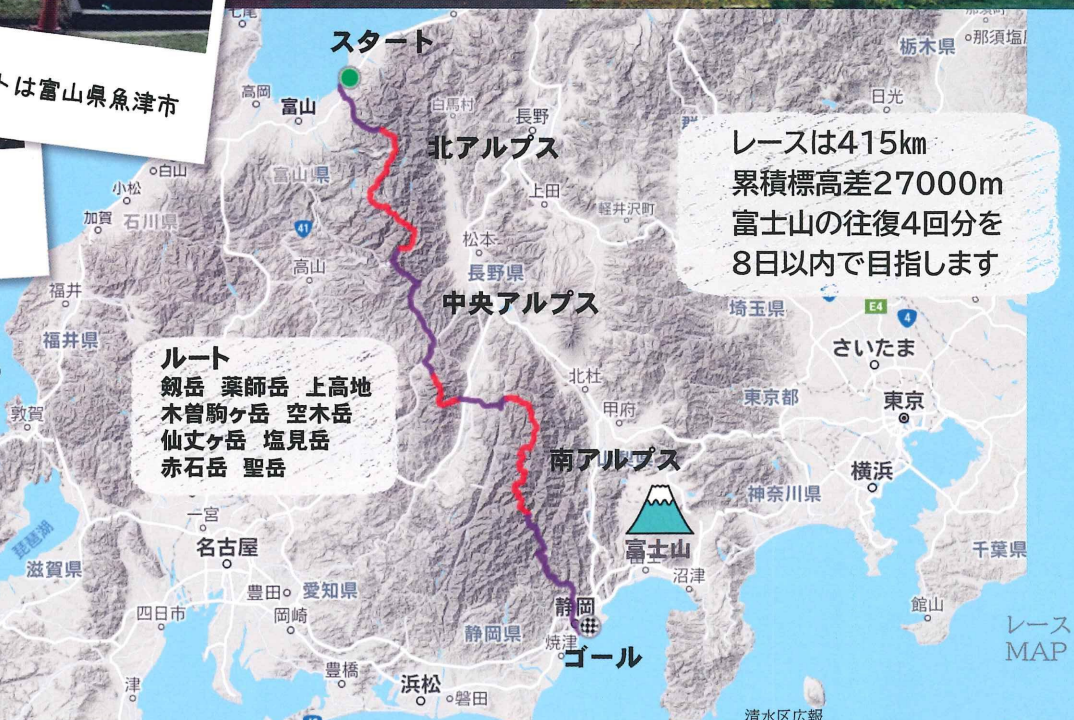 トは富山県魚津市
スタート
七尾
高岡
富山
白馬村
長野
栃木県
那須塩
日光
北アルプス
レースは415㎞
累積標高差27000m
富士山の往復4回分を
8日以内で目指します
白山
小松
加賀
石川県
富山県
41
高山
上田
軽井沢町
松本
長野県
福井
福井県
中央アルプス
埼玉県
E4
4
さいたま
ルート
剱岳 薬師岳 上高地
木曽駒ヶ岳 空木岳
仙丈ヶ岳 塩見岳
赤石岳 聖岳
北杜
甲府
東京都
東京
敦賀
南アルプス
横浜
神奈川県
富士山
一宮
名古屋
琵琶湖
滋賀県
沼津
千葉県
豊田
愛知県
四日市
岡崎
静岡
静岡県
焼津
ゴール
館山
レース
MAP
豊橋
浜松
磐田
津
清水区広報